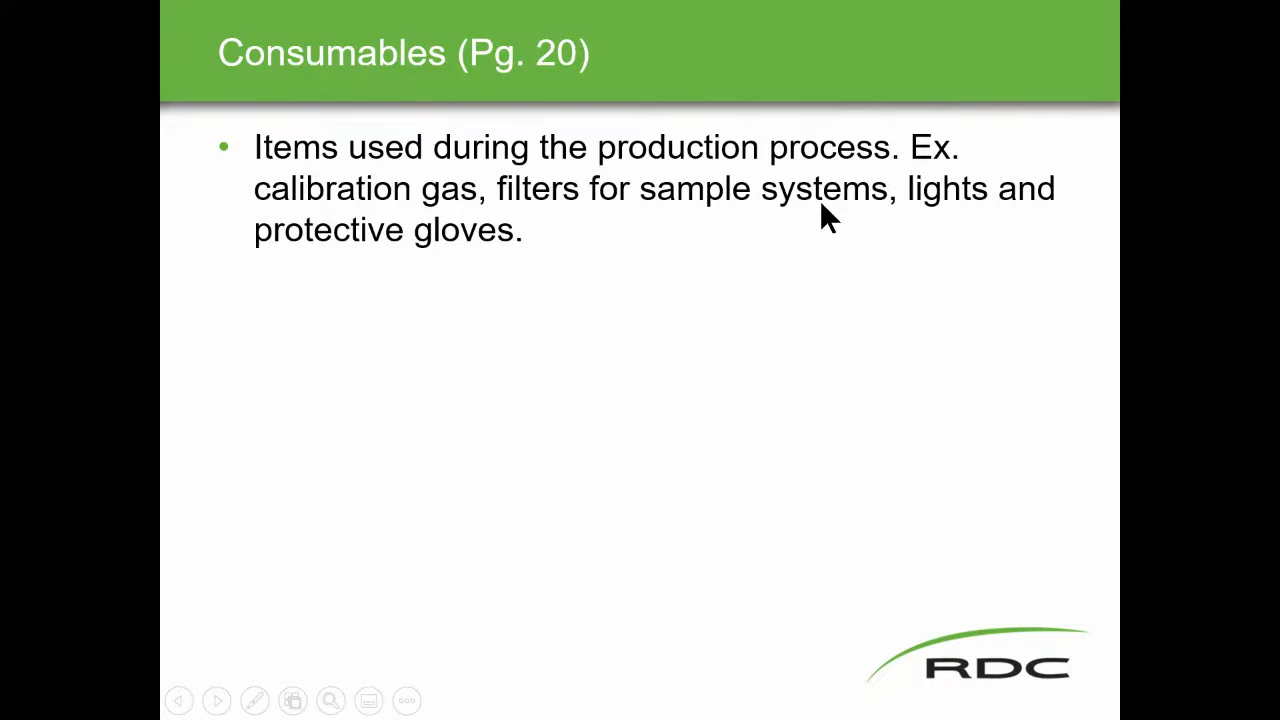 Consumables (Pg. 20)
• Items used during the production process. Ex.
calibration gas, filters for sample systems, lights and
protective gloves.
RDC